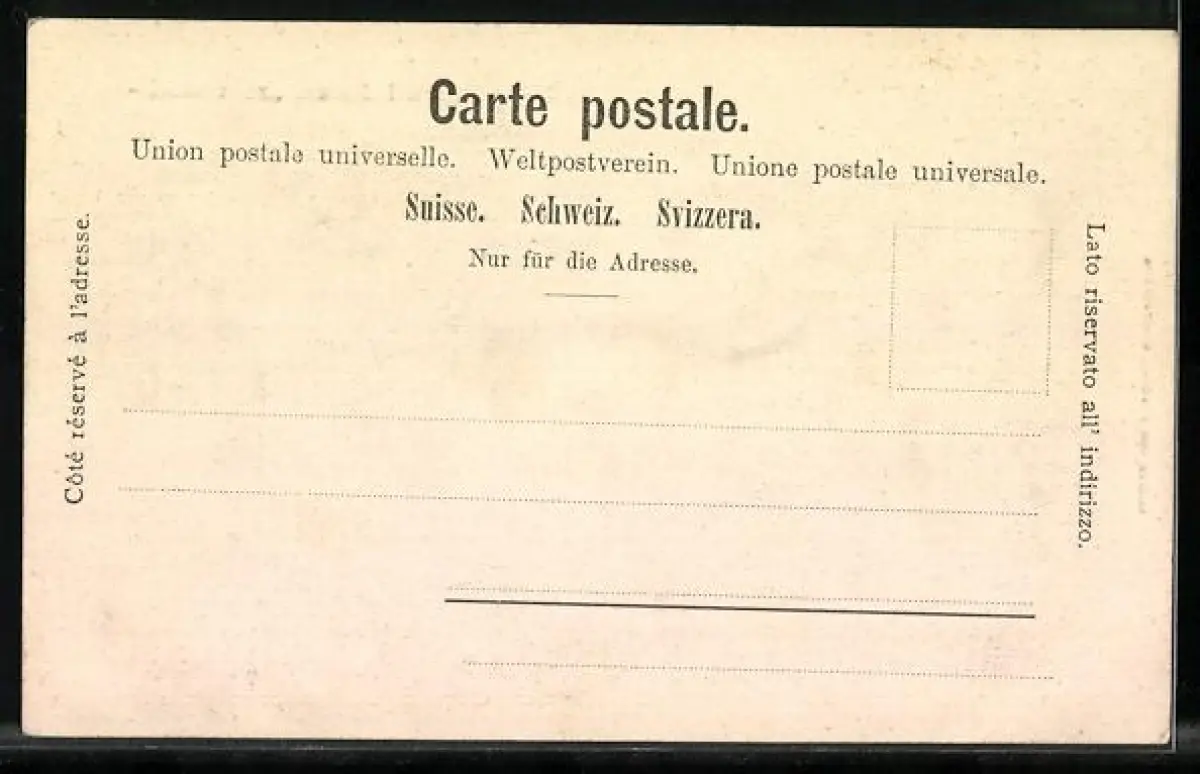 Carte postale.
Union postale universelle. Weltpostverein. Unione postale universale.
Suisse. Schweiz. Svizzera.
Nur für die Adresse.
Côté réservé à l'adresse.
Lato riservato all' indirizzo.